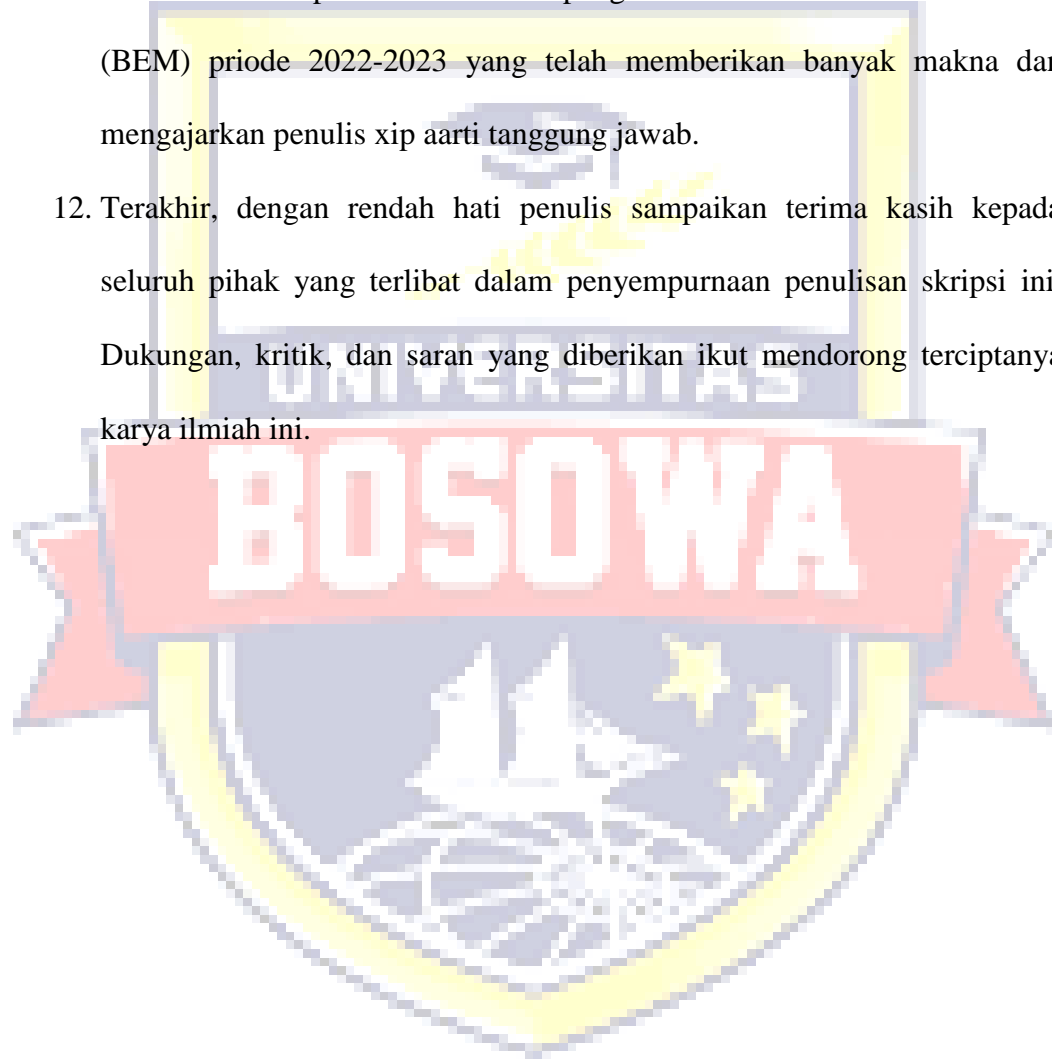 (BEM) priode 2022-2023 yang telah memberikan banyak makna dan
mengajarkan penulis xip aarti tanggung jawab.
12. Terakhir, dengan rendah hati penulis sampaikan terima kasih kepada
seluruh pihak yang terlibat dalam penyempurnaan penulisan skripsi ini
Dukungan, kritik, dan saran yang diberikan ikut mendorong terciptanya
karya ilmiah ini.
UNIVERSITAS
BOSOWA